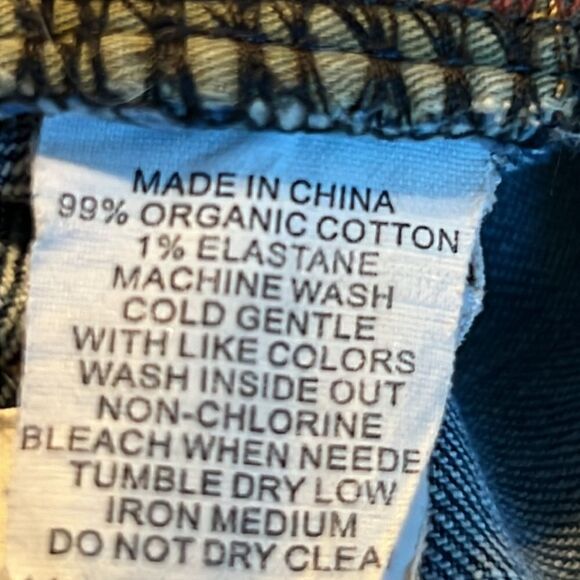 MADE IN CHINA
99% ORGANIC COTTON
1% ELASTANE
MACHINE WASH
COLD GENTLE
WITH LIKE COLORS
WASH INSIDE OUT
NON-CHLORINE
BLEACH WHEN NEEDE
TUMBLE DRY LOW
IRON MEDIUM
DO NOT DRY CLEA